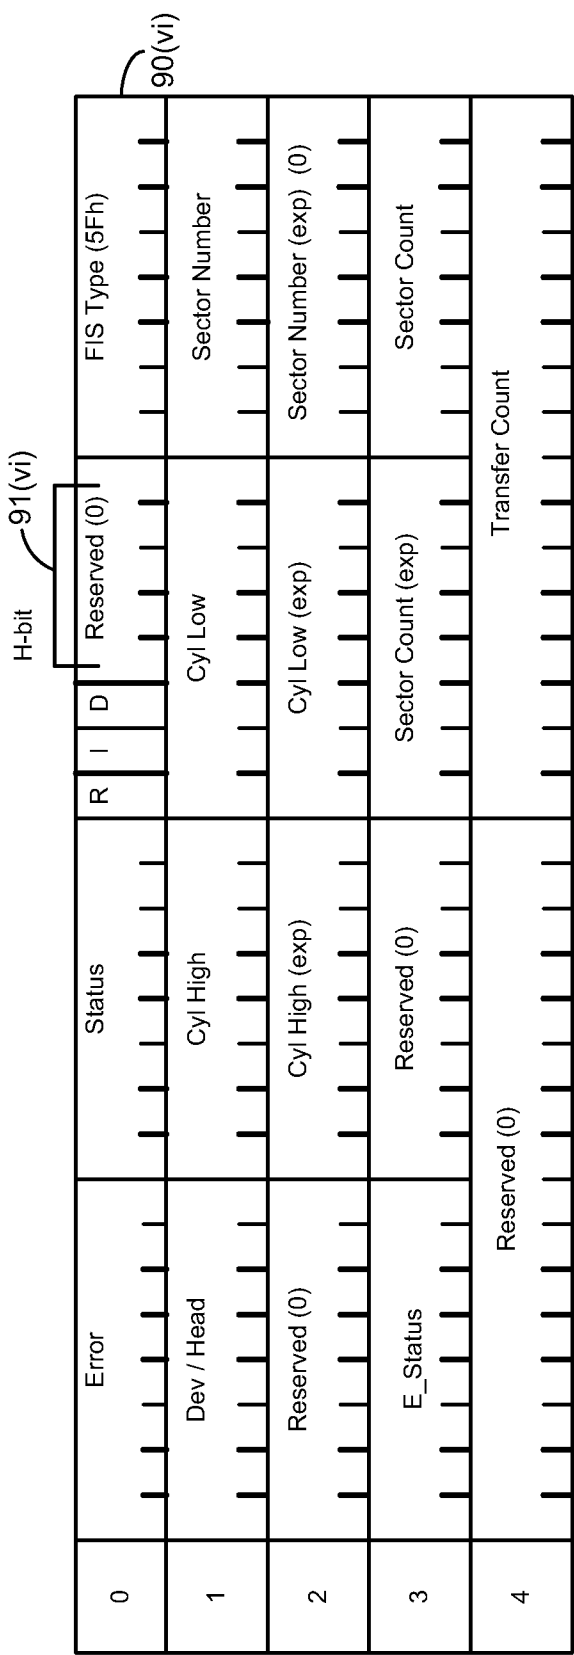 H-bit
91(vi)
90(vi)
0
Error
Status
R
I
D
Reserved (0)
FIS Type (5Fh)
1
Dev / Head
Cyl High
Cyl Low
Sector Number
2
Reserved (0)
Cyl High (exp)
Cyl Low (exp)
Sector Number (exp) (0)
3
E_Status
Reserved (0)
Sector Count (exp)
Sector Count
4
Reserved (0)
Transfer Count